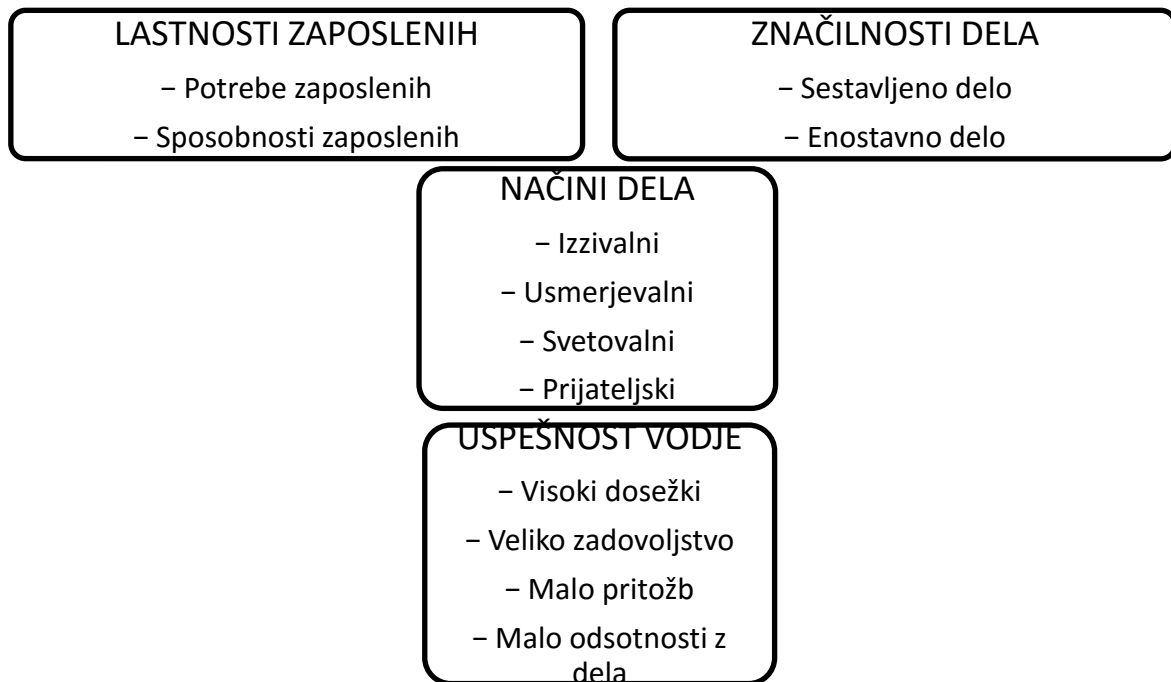 LASTNOSTI ZAPOSLENIH
– Potrebe zaposlenih
– Sposobnosti zaposlenih
ZNAČILNOSTI DELA
– Sestavljeno delo
– Enostavno delo
NAČINI DELA
– Izzivalni
– Usmerjevalni
– Svetovalni
– Prijateljski
USPEŠNOST VODJE
– Visoki dosežki
– Veliko zadovoljstvo
– Malo pritožb
– Malo odsotnosti z
dela